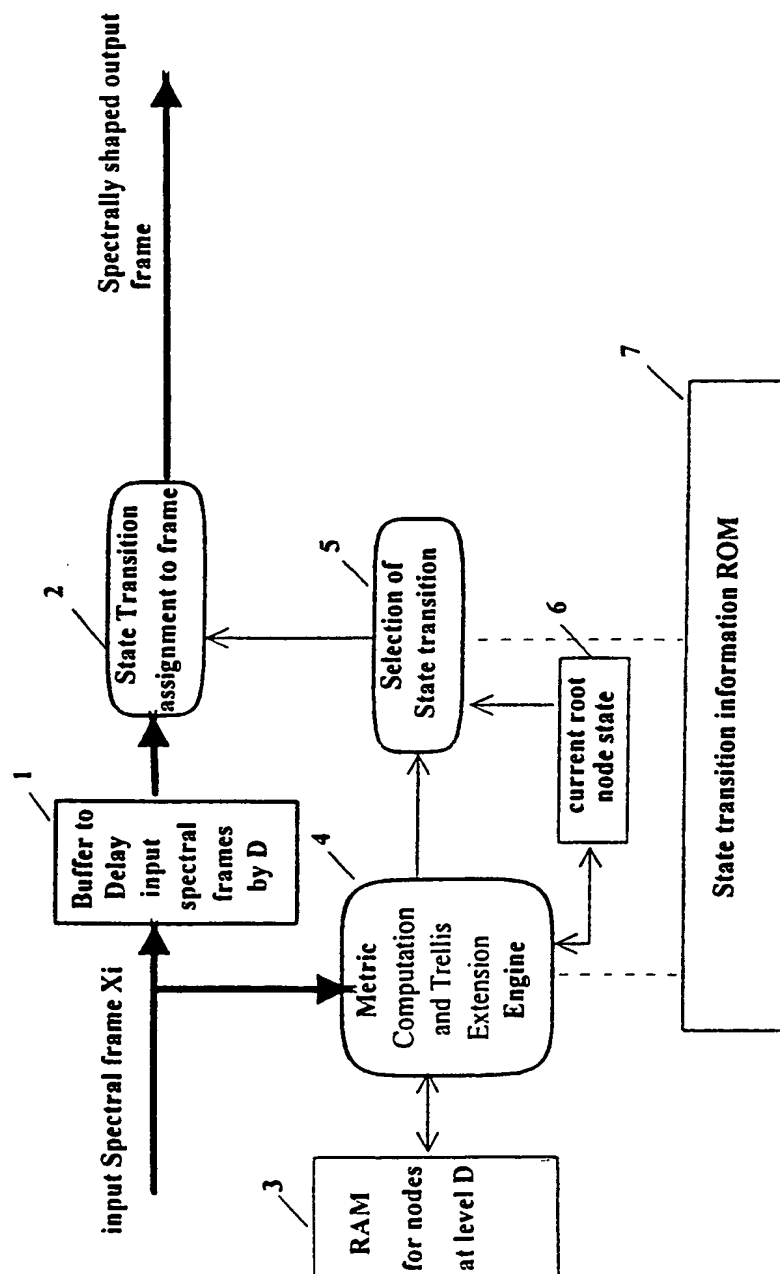 input Spectral frame Xi
1
Buffer to
Delay
input
spectral
frames
by D
2
State Transition
assignment to frame
Spectrally shaped output
frame
3
RAM
for nodes
at level D
4
Metric
Computation
and Trellis
Extension
Engine
5
Selection of
State transition
6
current root
node state
7
State transition information ROM